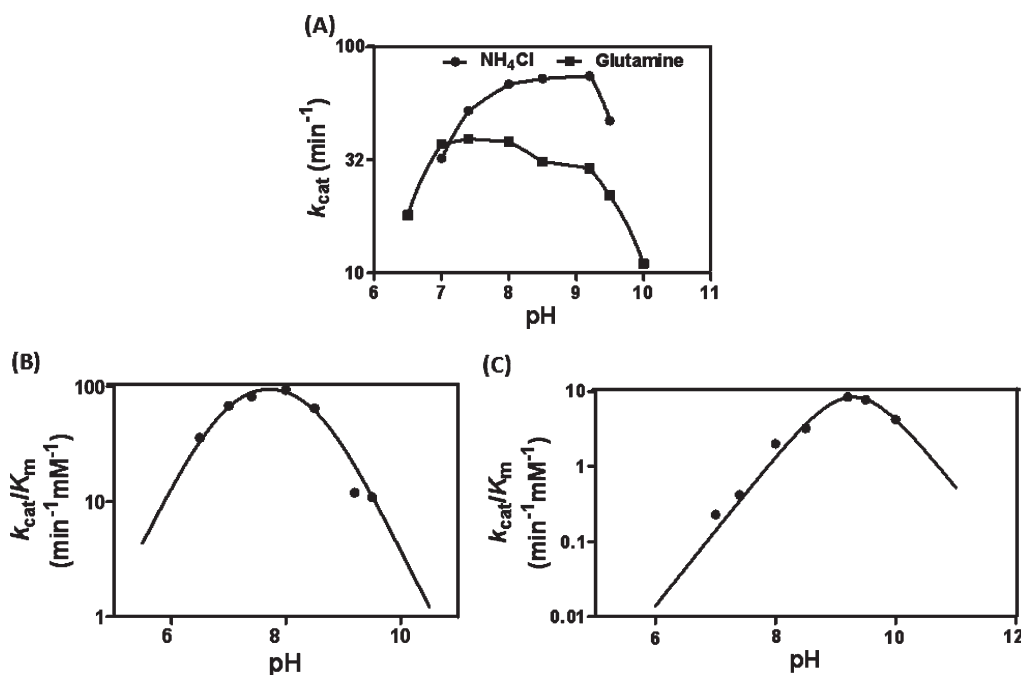 (A)
100
NH₄Cl Glutamine
32
10
kcat (min⁻¹)
6 7 8 9 10 11
pH
(B)
100
10
1
kcat/Km
(min⁻¹mM⁻¹)
6 8 10
pH
(C)
10
1
0.1
0.01
kcat/Km
(min⁻¹mM⁻¹)
6 8 10 12
pH